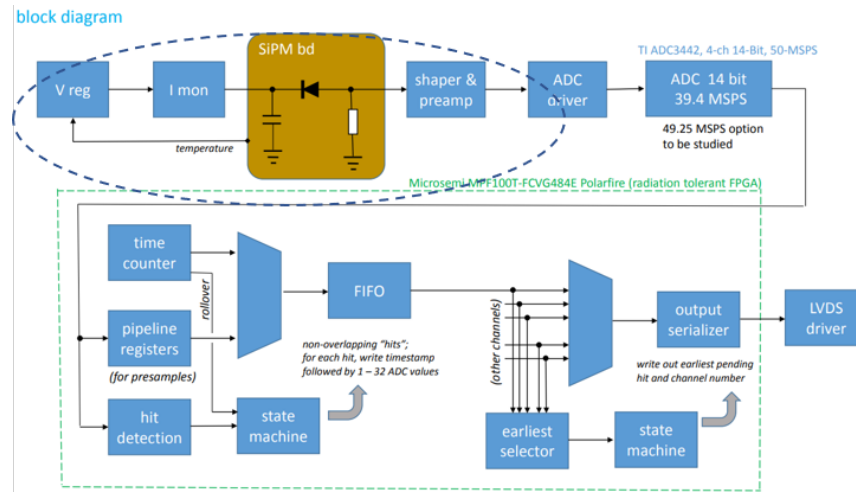 block diagram
SiPM bd
TI ADC3442, 4-ch 14-Bit, 50-MSPS
V reg
I mon
shaper &
preamp
ADC
driver
ADC 14 bit
39.4 MSPS
temperature
49.25 MSPS option
to be studied
Microsemi MPF100T-FCVG484E Polarfire (radiation tolerant FPGA)
time
counter
rollover
FIFO
pipeline
registers
(for presamples)
non-overlapping "hits";
for each hit, write timestamp
followed by 1 – 32 ADC values
(other channels)
output
serializer
LVDS
driver
write out earliest pending
hit and channel number
hit
detection
state
machine
earliest
selector
state
machine